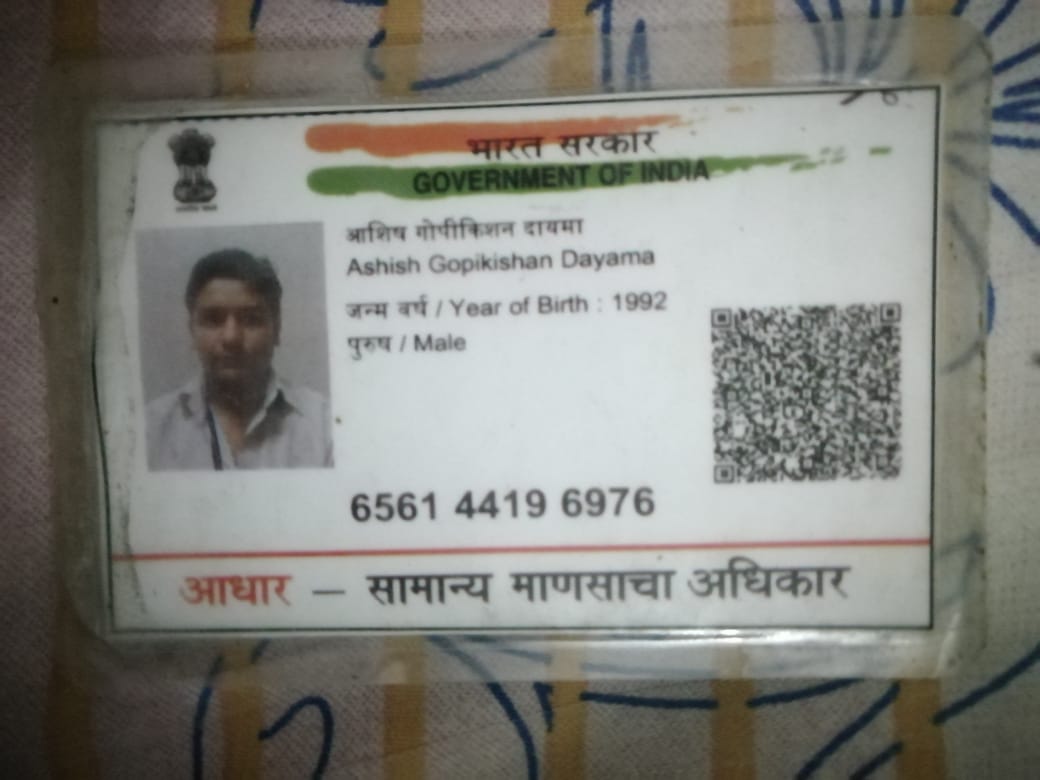 भारत सरकार
GOVERNMENT OF INDIA
आशिष गोपीकिशन दायमा
Ashish Gopikishan Dayama
जन्म वर्ष / Year of Birth : 1992
पुरुष / Male
6561 4419 6976
आधार — सामान्य माणसाचा अधिकार